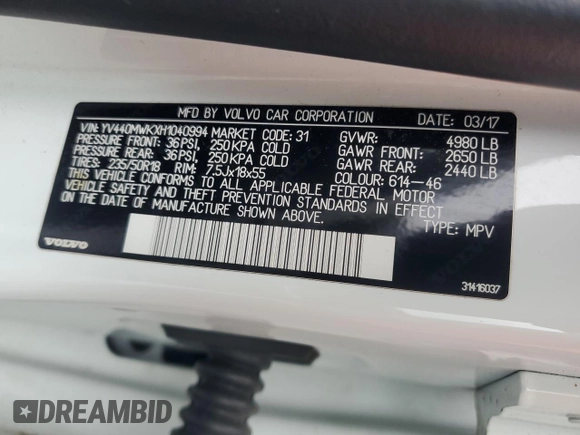 MFD BY VOLVO CAR CORPORATION DATE: 03/17
VIN: YV440MWKXH1040994 MARKET CODE: 31
PRESSURE FRONT: 36PSI, 250KPA COLD GVWR: 4980 LB
PRESSURE REAR: 36PSI, 250KPA COLD GAWR FRONT: 2650 LB
TIRES: 235/50R18 RIM: 7.5Jx18x55 GAWR REAR: 2440 LB
THIS VEHICLE CONFORMS TO ALL APPLICABLE FEDERAL MOTOR COLOUR: 614-46
VEHICLE SAFETY AND THEFT PREVENTION STANDARDS IN EFFECT
ON THE DATE OF MANUFACTURE SHOWN ABOVE. TYPE: MPV
VOLVO
31416037
DREAMBID